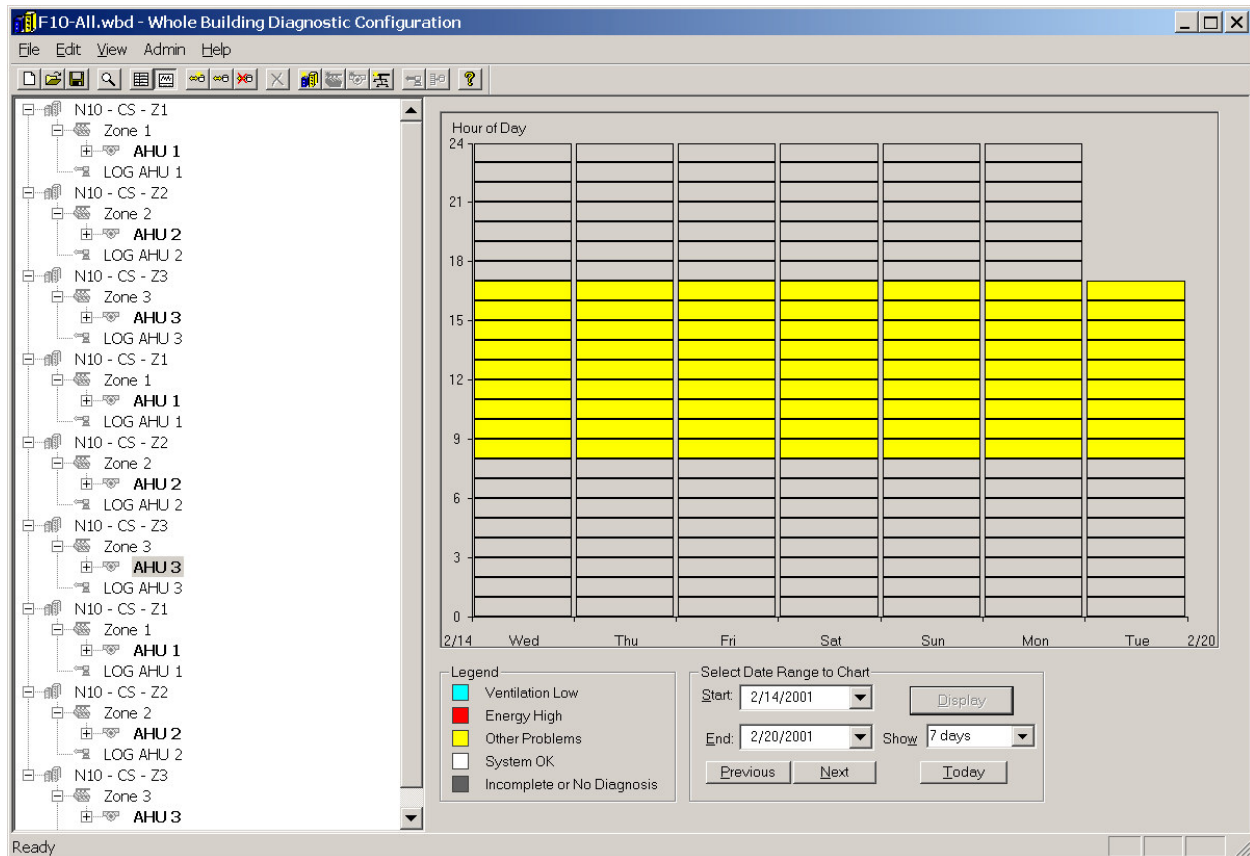 F10-All.wbd - Whole Building Diagnostic Configuration
File Edit View Admin Help
N10 - CS - Z1
Zone 1
AHU 1
LOG AHU 1
N10 - CS - Z2
Zone 2
AHU 2
LOG AHU 2
N10 - CS - Z3
Zone 3
AHU 3
LOG AHU 3
N10 - CS - Z1
Zone 1
AHU 1
LOG AHU 1
N10 - CS - Z2
Zone 2
AHU 2
LOG AHU 2
N10 - CS - Z3
Zone 3
AHU 3
LOG AHU 3
N10 - CS - Z1
Zone 1
AHU 1
LOG AHU 1
N10 - CS - Z2
Zone 2
AHU 2
LOG AHU 2
N10 - CS - Z3
Zone 3
AHU 3
Hour of Day
24
21
18
15
12
9
6
3
0
2/14 Wed Thu Fri Sat Sun Mon Tue 2/20
Legend
Ventilation Low
Energy High
Other Problems
System OK
Incomplete or No Diagnosis
Select Date Range to Chart
Start: 2/14/2001 Display
End: 2/20/2001 Show 7 days
Previous Next Today
Ready